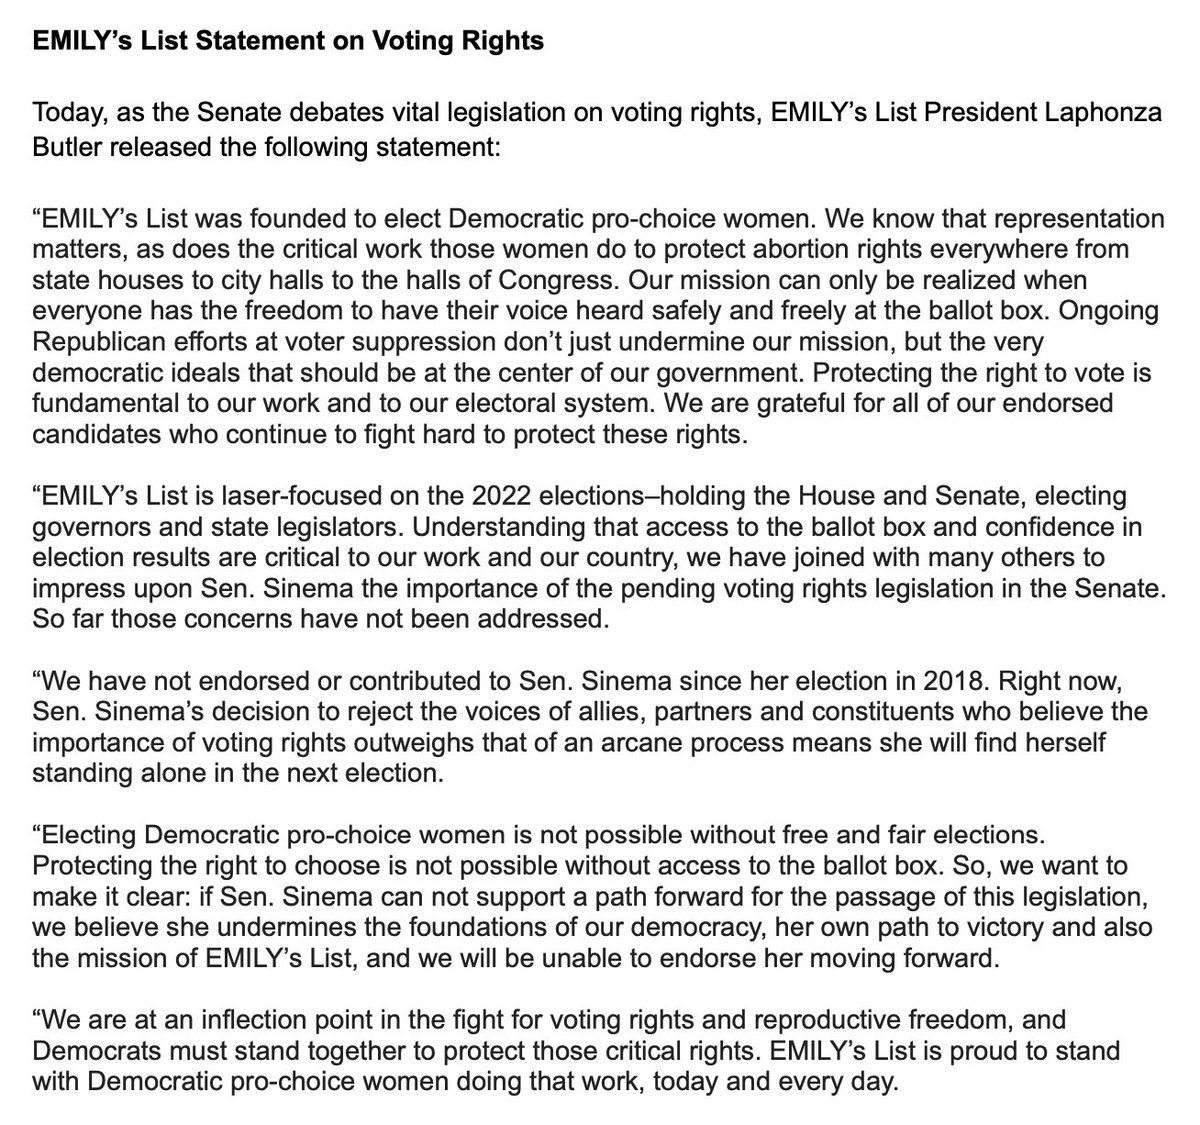 EMILY’s List Statement on Voting Rights
Today, as the Senate debates vital legislation on voting rights, EMILY’s List President Laphonza
Butler released the following statement:
“EMILY’s List was founded to elect Democratic pro-choice women. We know that representation
matters, as does the critical work those women do to protect abortion rights everywhere from
state houses to city halls to the halls of Congress. Our mission can only be realized when
everyone has the freedom to have their voice heard safely and freely at the ballot box. Ongoing
Republican efforts at voter suppression don’t just undermine our mission, but the very
democratic ideals that should be at the center of our government. Protecting the right to vote is
fundamental to our work and to our electoral system. We are grateful for all of our endorsed
candidates who continue to fight hard to protect these rights.
“EMILY’s List is laser-focused on the 2022 elections–holding the House and Senate, electing
governors and state legislators. Understanding that access to the ballot box and confidence in
election results are critical to our work and our country, we have joined with many others to
impress upon Sen. Sinema the importance of the pending voting rights legislation in the Senate.
So far those concerns have not been addressed.
“We have not endorsed or contributed to Sen. Sinema since her election in 2018. Right now,
Sen. Sinema’s decision to reject the voices of allies, partners and constituents who believe the
importance of voting rights outweighs that of an arcane process means she will find herself
standing alone in the next election.
“Electing Democratic pro-choice women is not possible without free and fair elections.
Protecting the right to choose is not possible without access to the ballot box. So, we want to
make it clear: if Sen. Sinema can not support a path forward for the passage of this legislation,
we believe she undermines the foundations of our democracy, her own path to victory and also
the mission of EMILY’s List, and we will be unable to endorse her moving forward.
“We are at an inflection point in the fight for voting rights and reproductive freedom, and
Democrats must stand together to protect those critical rights. EMILY’s List is proud to stand
with Democratic pro-choice women doing that work, today and every day.